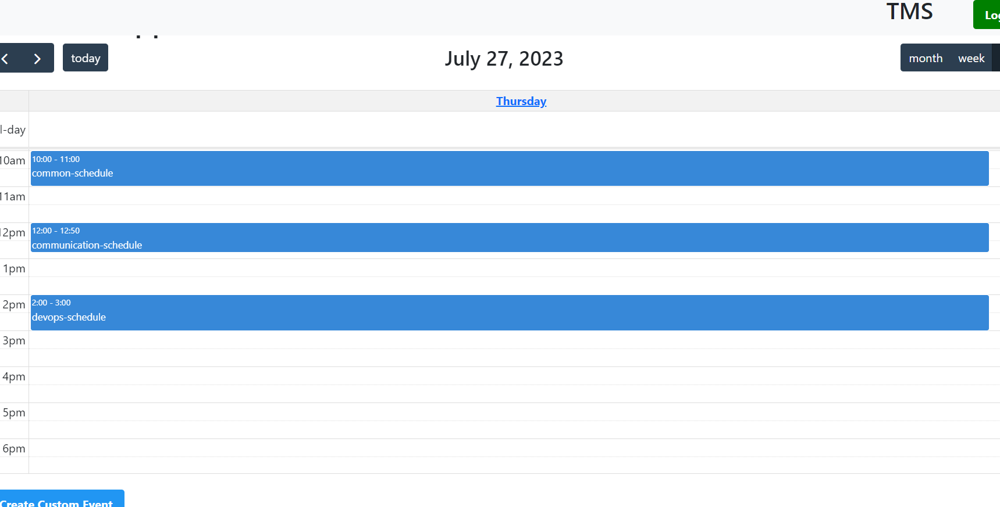 TMS
today
July 27, 2023
month week
Thursday
l-day
10am
10:00 - 11:00
common-schedule
11am
12pm
12:00 - 12:50
communication-schedule
1pm
2pm
2:00 - 3:00
devops-schedule
3pm
4pm
5pm
6pm
Create Custom Event